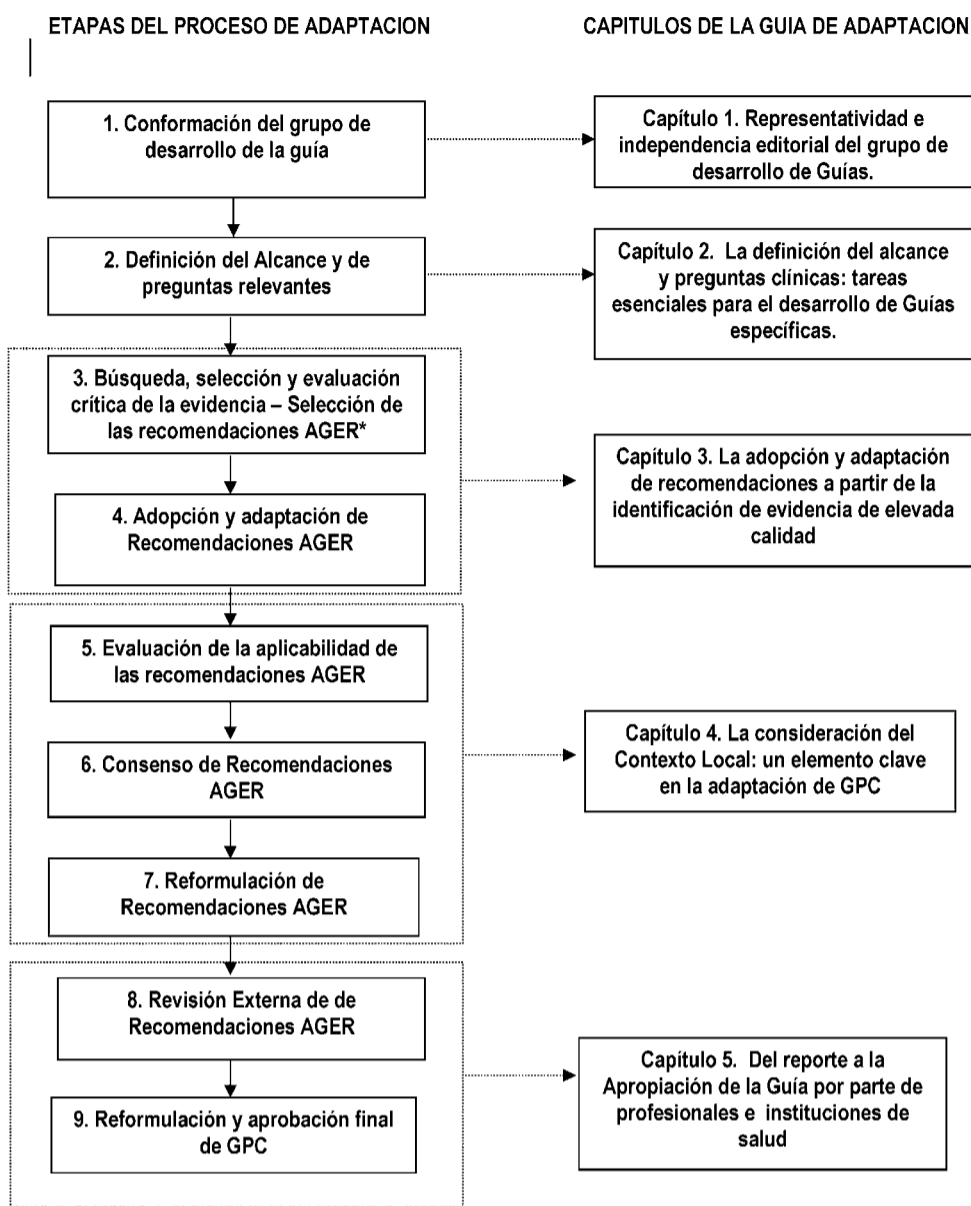 ETAPAS DEL PROCESO DE ADAPTACION
CAPITULOS DE LA GUIA DE ADAPTACION
1. Conformación del grupo de
desarrollo de la guía
Capítulo 1. Representatividad e
independencia editorial del grupo de
desarrollo de Guías.
2. Definición del Alcance y de
preguntas relevantes
Capítulo 2.  La definición del alcance
y preguntas clínicas: tareas
esenciales para el desarrollo de Guías
específicas.
3. Búsqueda, selección y evaluación
crítica de la evidencia – Selección de
las recomendaciones AGER*
4. Adopción y adaptación de
Recomendaciones AGER
Capítulo 3. La adopción y adaptación
de recomendaciones a partir de la
identificación de evidencia de elevada
calidad
5. Evaluación de la aplicabilidad de
las recomendaciones AGER
6. Consenso de Recomendaciones
AGER
7. Reformulación de
Recomendaciones AGER
Capítulo 4. La consideración del
Contexto Local: un elemento clave
en la adaptación de GPC
8. Revisión Externa de de
Recomendaciones AGER
9. Reformulación y aprobación final
de GPC
Capítulo 5.  Del reporte a la
Apropiación de la Guía por parte de
profesionales e  instituciones de
salud